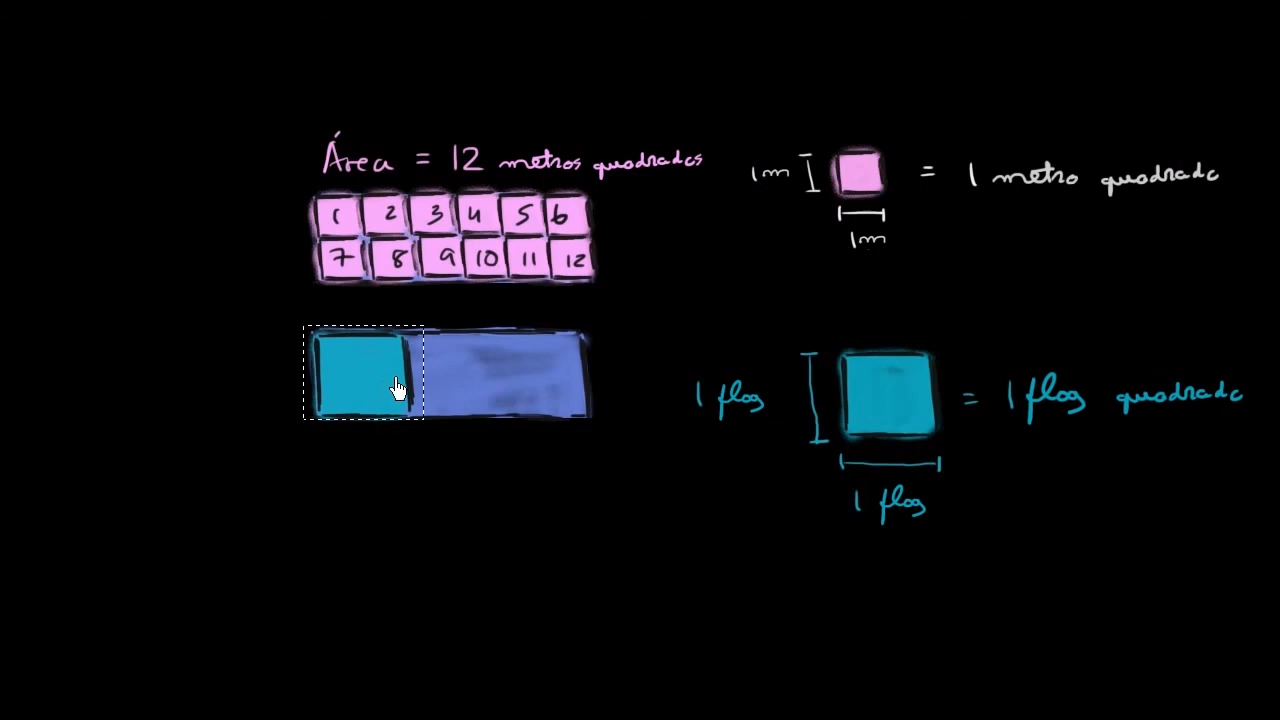 Área = 12 metros quadrados
1 2 3 4 5 6
7 8 9 10 11 12
1m = 1 metro quadrado
1m
1 flog = 1 flog quadrado
1 flog